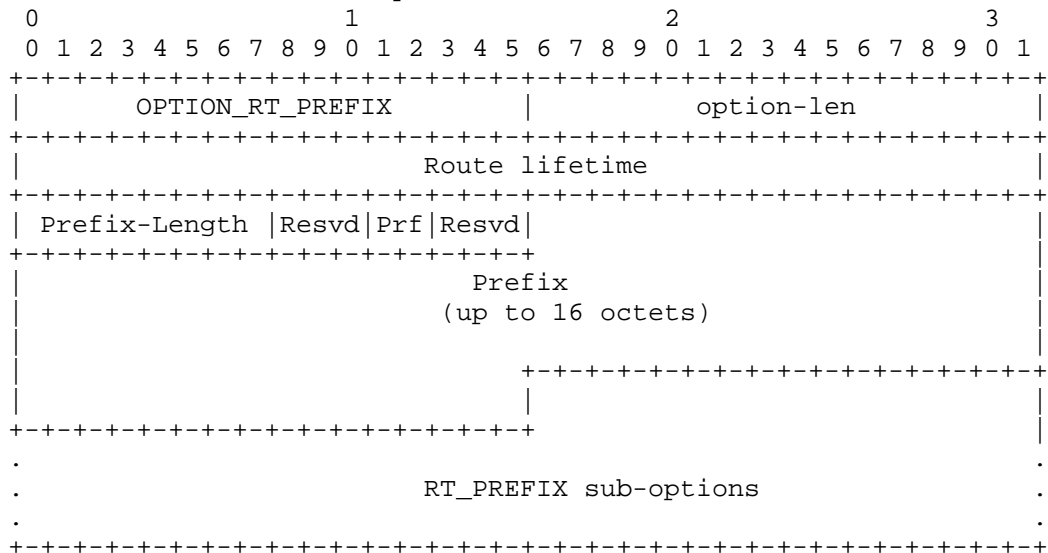 0                   1                   2                   3
 0 1 2 3 4 5 6 7 8 9 0 1 2 3 4 5 6 7 8 9 0 1 2 3 4 5 6 7 8 9 0 1
+-+-+-+-+-+-+-+-+-+-+-+-+-+-+-+-+-+-+-+-+-+-+-+-+-+-+-+-+-+-+-+-+
|       OPTION_RT_PREFIX        |          option-len           |
+-+-+-+-+-+-+-+-+-+-+-+-+-+-+-+-+-+-+-+-+-+-+-+-+-+-+-+-+-+-+-+-+
|                         Route lifetime                        |
+-+-+-+-+-+-+-+-+-+-+-+-+-+-+-+-+-+-+-+-+-+-+-+-+-+-+-+-+-+-+-+-+
| Prefix-Length |Resvd|Prf|Resvd|                               |
+-+-+-+-+-+-+-+-+-+-+-+-+-+-+-+-+                               |
|                            Prefix                             |
|                          (up to 16 octets)                    |
|                                                               |
|                               +-+-+-+-+-+-+-+-+-+-+-+-+-+-+-+-+
|                               |                               |
+-+-+-+-+-+-+-+-+-+-+-+-+-+-+-+-+                               |
.                                                               .
.                         RT_PREFIX sub-options                 .
.                                                               .
+-+-+-+-+-+-+-+-+-+-+-+-+-+-+-+-+-+-+-+-+-+-+-+-+-+-+-+-+-+-+-+-+